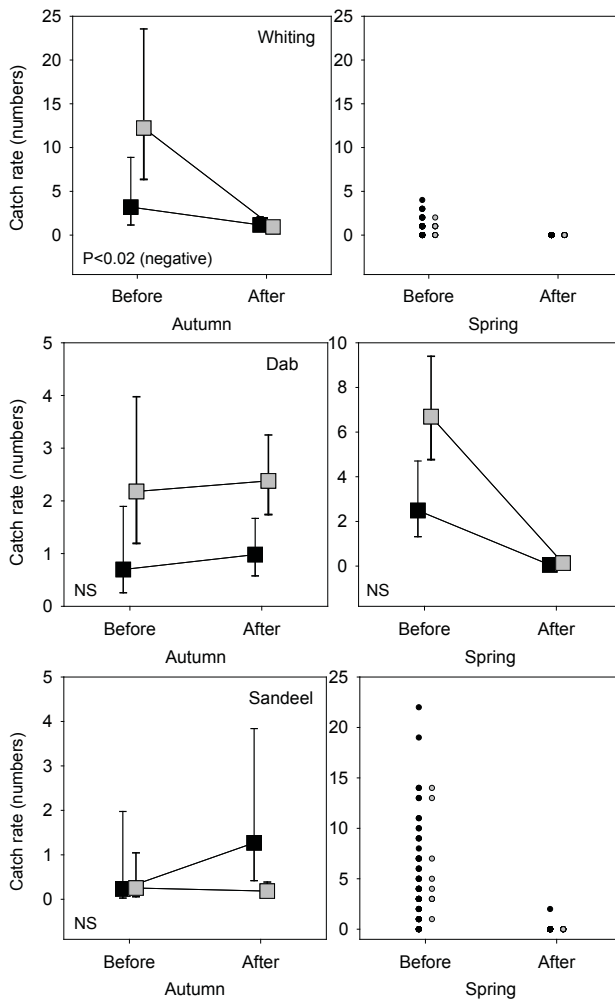 25
20
15
10
5
0
Catch rate (numbers)
Whiting
P<0.02 (negative)
Before
After
Autumn
25
20
15
10
5
0
Before
After
Spring
5
4
3
2
1
0
Catch rate (numbers)
Dab
NS
Before
After
Autumn
10
8
6
4
2
0
NS
Before
After
Spring
5
4
3
2
1
0
Catch rate (numbers)
Sandeel
NS
Before
After
Autumn
25
20
15
10
5
0
Before
After
Spring